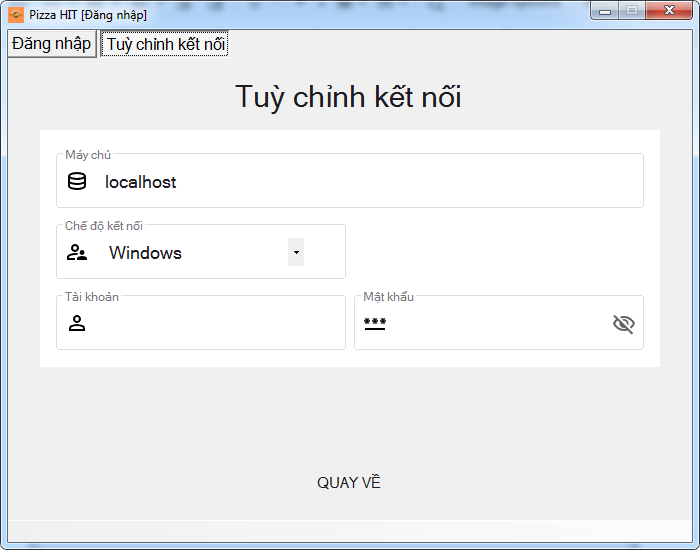 Pizza HIT [Đăng nhập]
Đăng nhập
Tuỳ chỉnh kết nối
Tuỳ chỉnh kết nối
Máy chủ
localhost
Chế độ kết nối
Windows
Tài khoản
Mật khẩu
QUAY VỀ